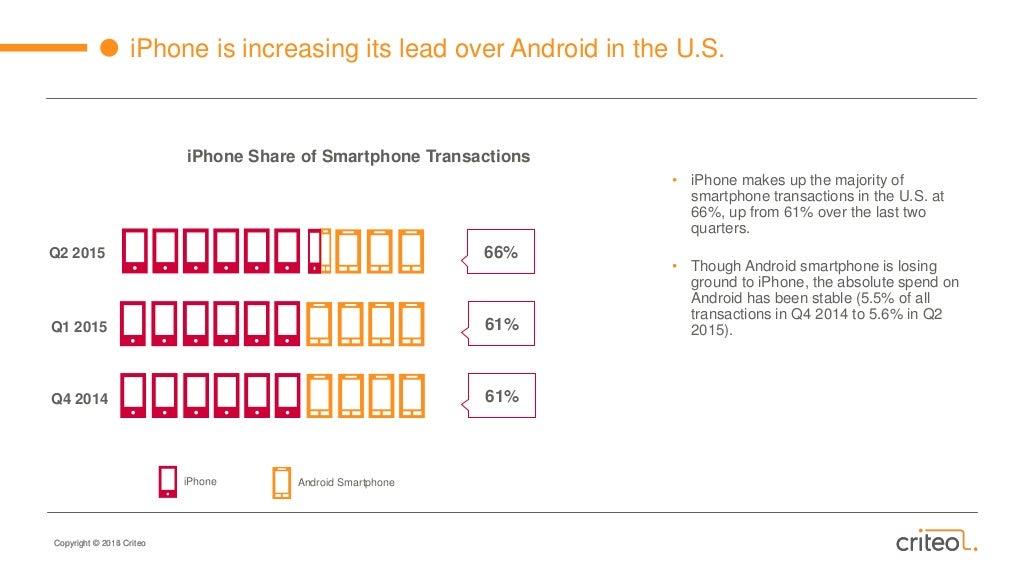 iPhone is increasing its lead over Android in the U.S.
iPhone Share of Smartphone Transactions
Q2 2015
66%
Q1 2015
61%
Q4 2014
61%
iPhone
Android Smartphone
• iPhone makes up the majority of
smartphone transactions in the U.S. at
66%, up from 61% over the last two
quarters.
• Though Android smartphone is losing
ground to iPhone, the absolute spend on
Android has been stable (5.5% of all
transactions in Q4 2014 to 5.6% in Q2
2015).
Copyright © Criteo
criteo